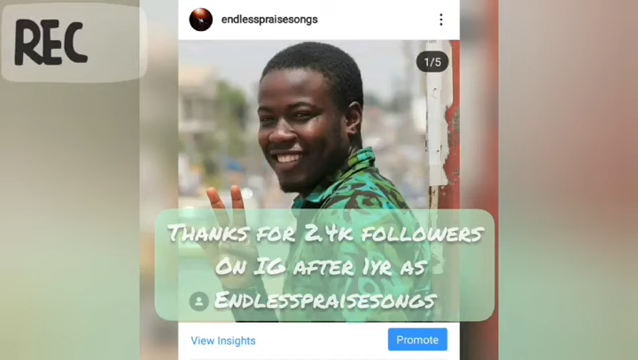 REC
endlesspraisesongs
1/5
THANKS FOR 2.4K FOLLOWERS
ON IG AFTER 1YR AS
ENDLESSPRAISESONGS
View Insights
Promote